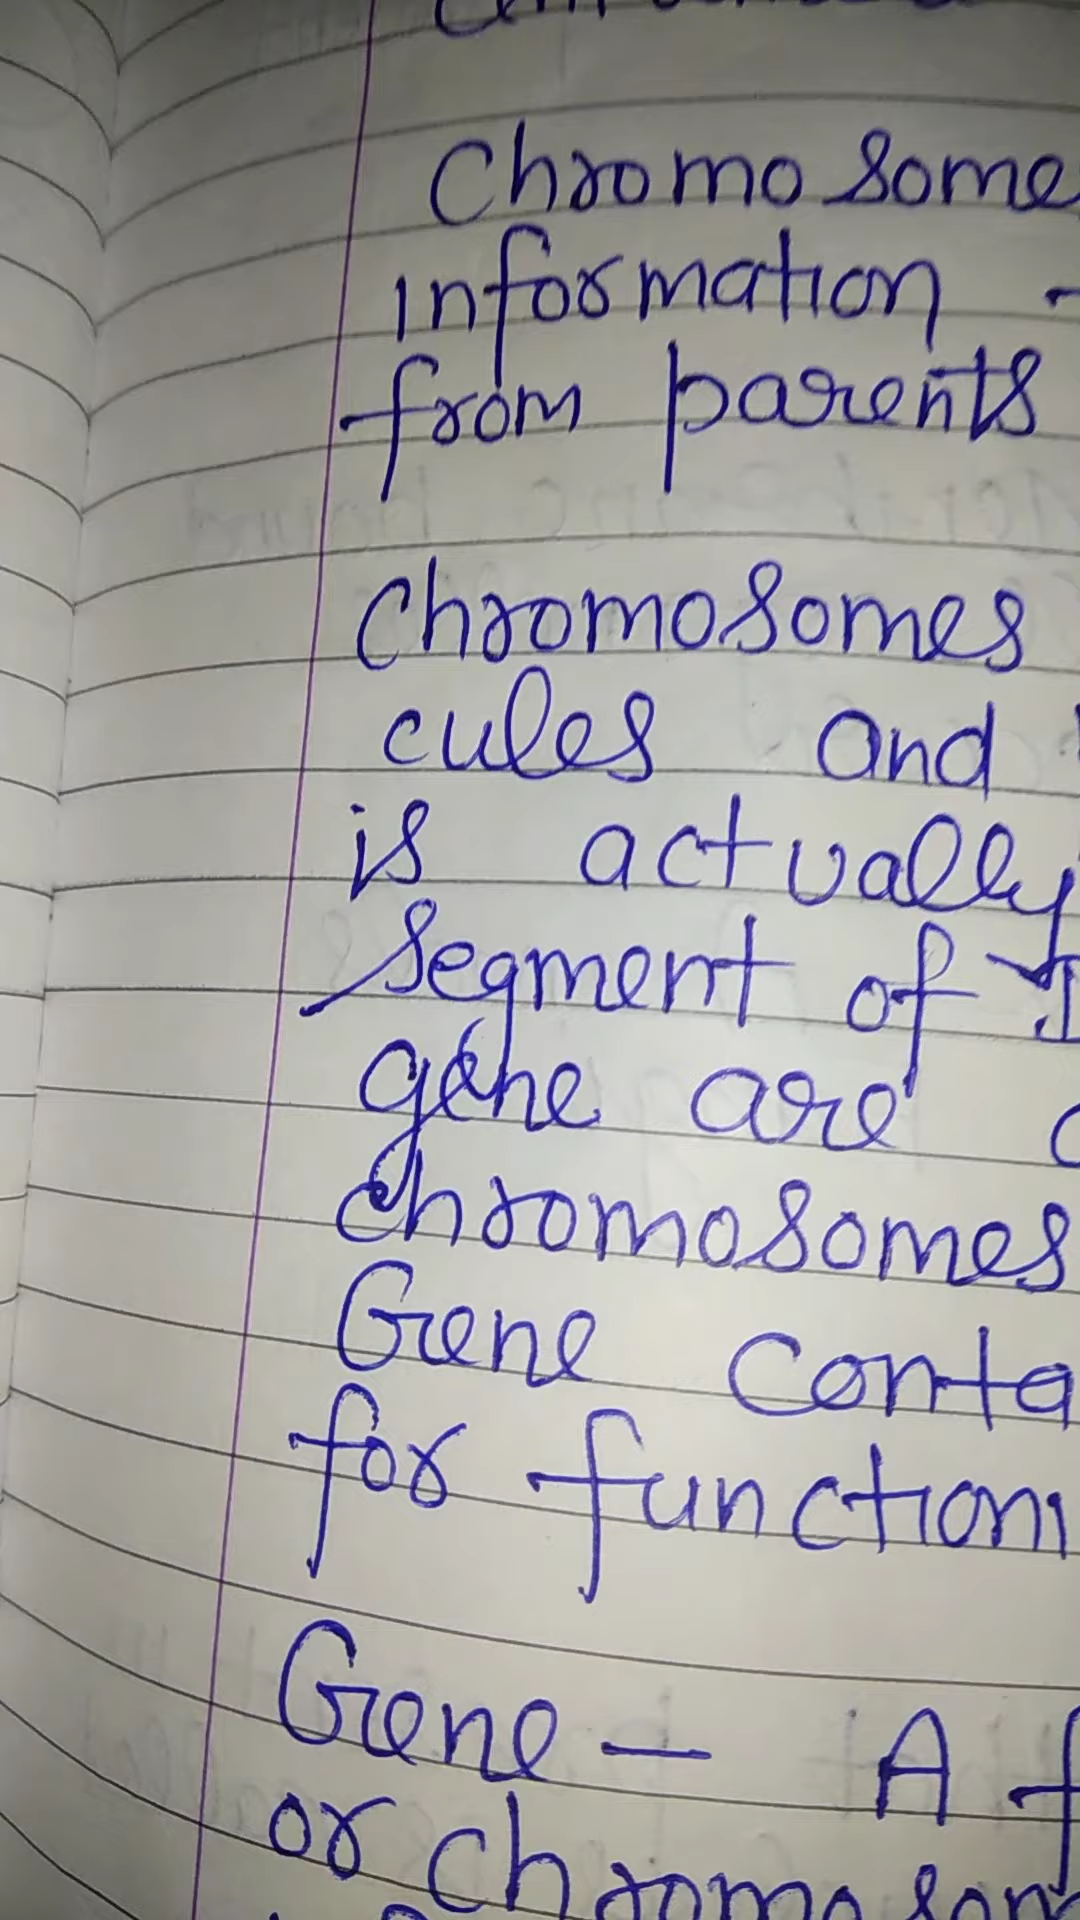 Chromosome
information
from parents
Chromosomes
cules and
is actually
segment of
gene are
chromosomes
Gene conta
for function
Gene - A f
or chromosom